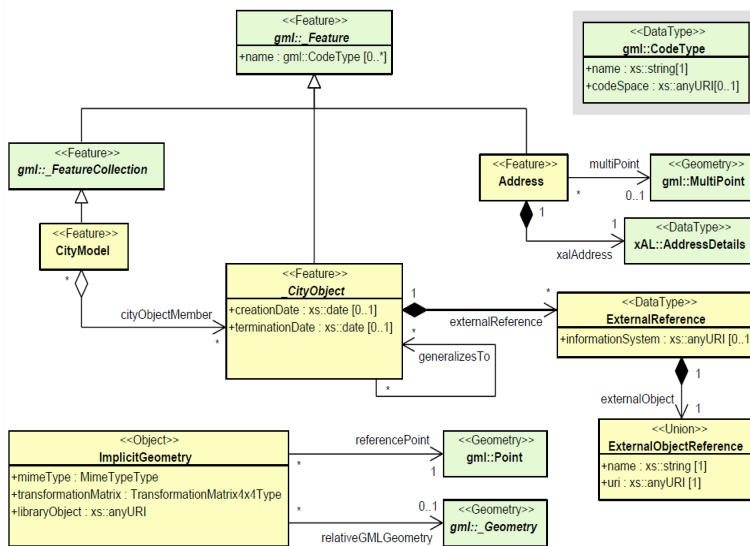 <<Feature>>
gml::_Feature
+name : gml::CodeType [0..*]
<<DataType>>
gml::CodeType
+name : xs::string[1]
+codeSpace : xs::anyURI[0..1]
<<Feature>>
gml::_FeatureCollection
<<Feature>>
Address
multiPoint
*
0..1
<<Geometry>>
gml::MultiPoint
<<Feature>>
CityModel
1
1
xalAddress
<<DataType>>
xAL::AddressDetails
*
cityObjectMember
*
<<Feature>>
_CityObject
+creationDate : xs::date [0..1]
+terminationDate : xs::date [0..1]
1
*
externalReference
*
generalizesTo
*
<<DataType>>
ExternalReference
+informationSystem : xs::anyURI [0..1
1
externalObject
1
<<Union>>
ExternalObjectReference
+name : xs::string [1]
+uri : xs::anyURI [1]
<<Object>>
ImplicitGeometry
+mimeType : MimeTypeType
+transformationMatrix : TransformationMatrix4x4Type
+libraryObject : xs::anyURI
referencePoint
*
1
<<Geometry>>
gml::Point
*
0..1
relativeGMLGeometry
<<Geometry>>
gml::_Geometry